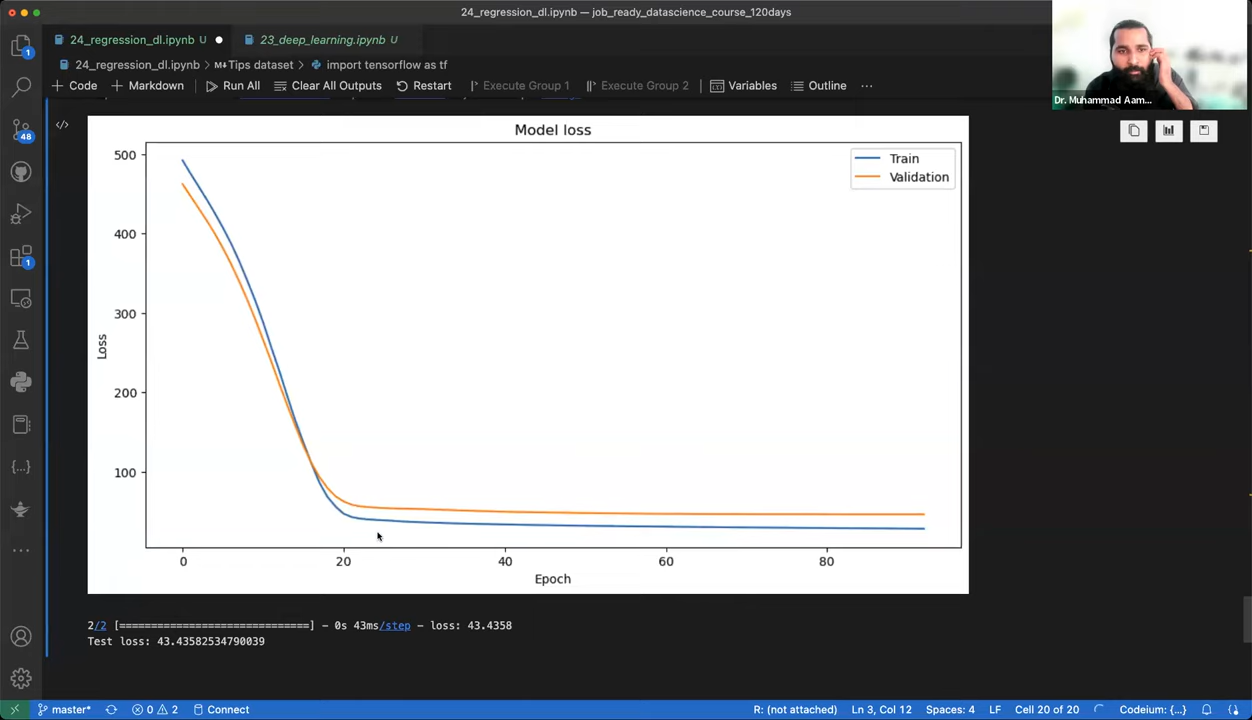 24_regression_dl.ipynb — job_ready_datascience_course_120days
24_regression_dl.ipynb U
23_deep_learning.ipynb U
24_regression_dl.ipynb > M↓ Tips dataset > import tensorflow as tf
+ Code + Markdown Run All Clear All Outputs Restart Execute Group 1 Execute Group 2 Variables Outline ...
Dr. Muhammad Aam...
1
48
1
</>
Model loss
Train
Validation
500
400
300
200
100
Loss
0 20 40 60 80
Epoch
2/2 [==============================] - 0s 43ms/step - loss: 43.4358
Test loss: 43.43582534790039
master* 0 2 Connect R: (not attached) Ln 3, Col 12 Spaces: 4 LF Cell 20 of 20 Codeium: {...}